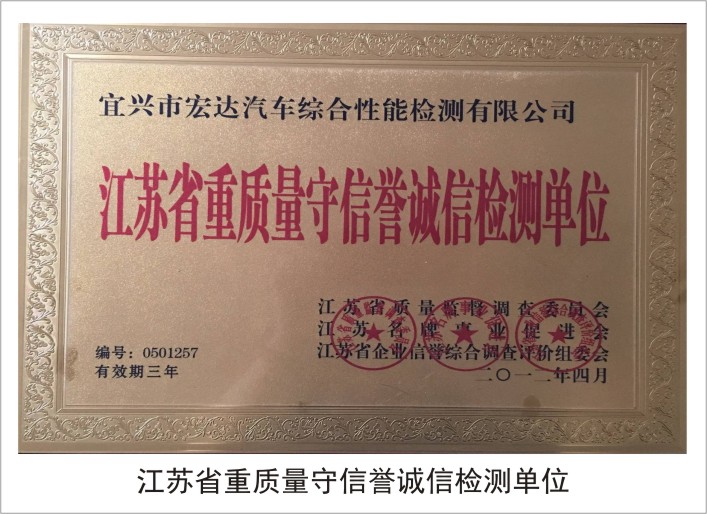 宜兴市宏达汽车综合性能检测有限公司
江苏省重质量守信誉诚信检测单位
江苏省质量监督调查委员会
江苏名牌事业促进会
江苏省企业信誉综合调查评价组委会
二〇一二年四月
编号：0501257
有效期三年
江苏省重质量守信誉诚信检测单位